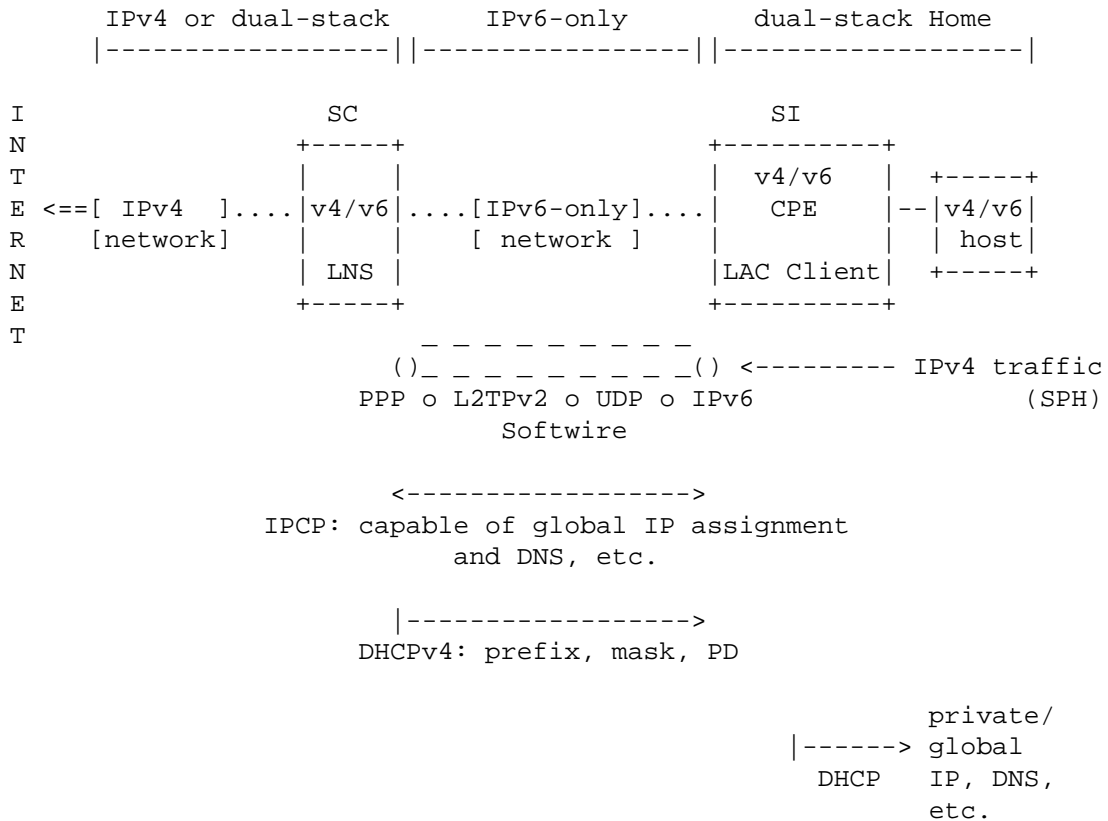 IPv4 or dual-stack      IPv6-only       dual-stack Home
|------------------||-----------------||-------------------|
I                   SC                           SI
N                 +-----+                    +----------+
T                 |     |                    |  v4/v6   |  +-----+
E <==[ IPv4  ]....|v4/v6|....[IPv6-only]....|   CPE    |--|v4/v6|
R    [network]    |     |    [ network ]    |          |  | host|
N                 | LNS |                    |LAC Client|  +-----+
E                 +-----+                    +----------+
T
_ _ _ _ _ _ _ _ _
()_ _ _ _ _ _ _ _ _() <--------- IPv4 traffic
PPP o L2TPv2 o UDP o IPv6                 (SPH)
Softwire
<------------------>
IPCP: capable of global IP assignment
and DNS, etc.
|------------------>
DHCPv4: prefix, mask, PD
private/
|------> global
DHCP   IP, DNS,
etc.